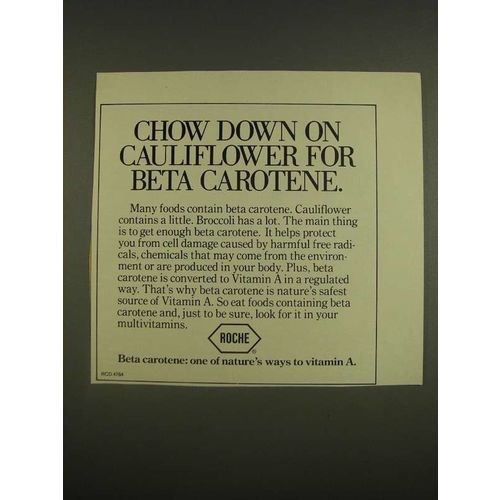 CHOW DOWN ON
CAULIFLOWER FOR
BETA CAROTENE.
Many foods contain beta carotene. Cauliflower
contains a little. Broccoli has a lot. The main thing
is to get enough beta carotene. It helps protect
you from cell damage caused by harmful free radi-
cals, chemicals that may come from the environ-
ment or are produced in your body. Plus, beta
carotene is converted to Vitamin A in a regulated
way. That's why beta carotene is nature's safest
source of Vitamin A. So eat foods containing beta
carotene and, just to be sure, look for it in your
multivitamins.
ROCHE
®
Beta carotene: one of nature's ways to vitamin A.
RCD 4764